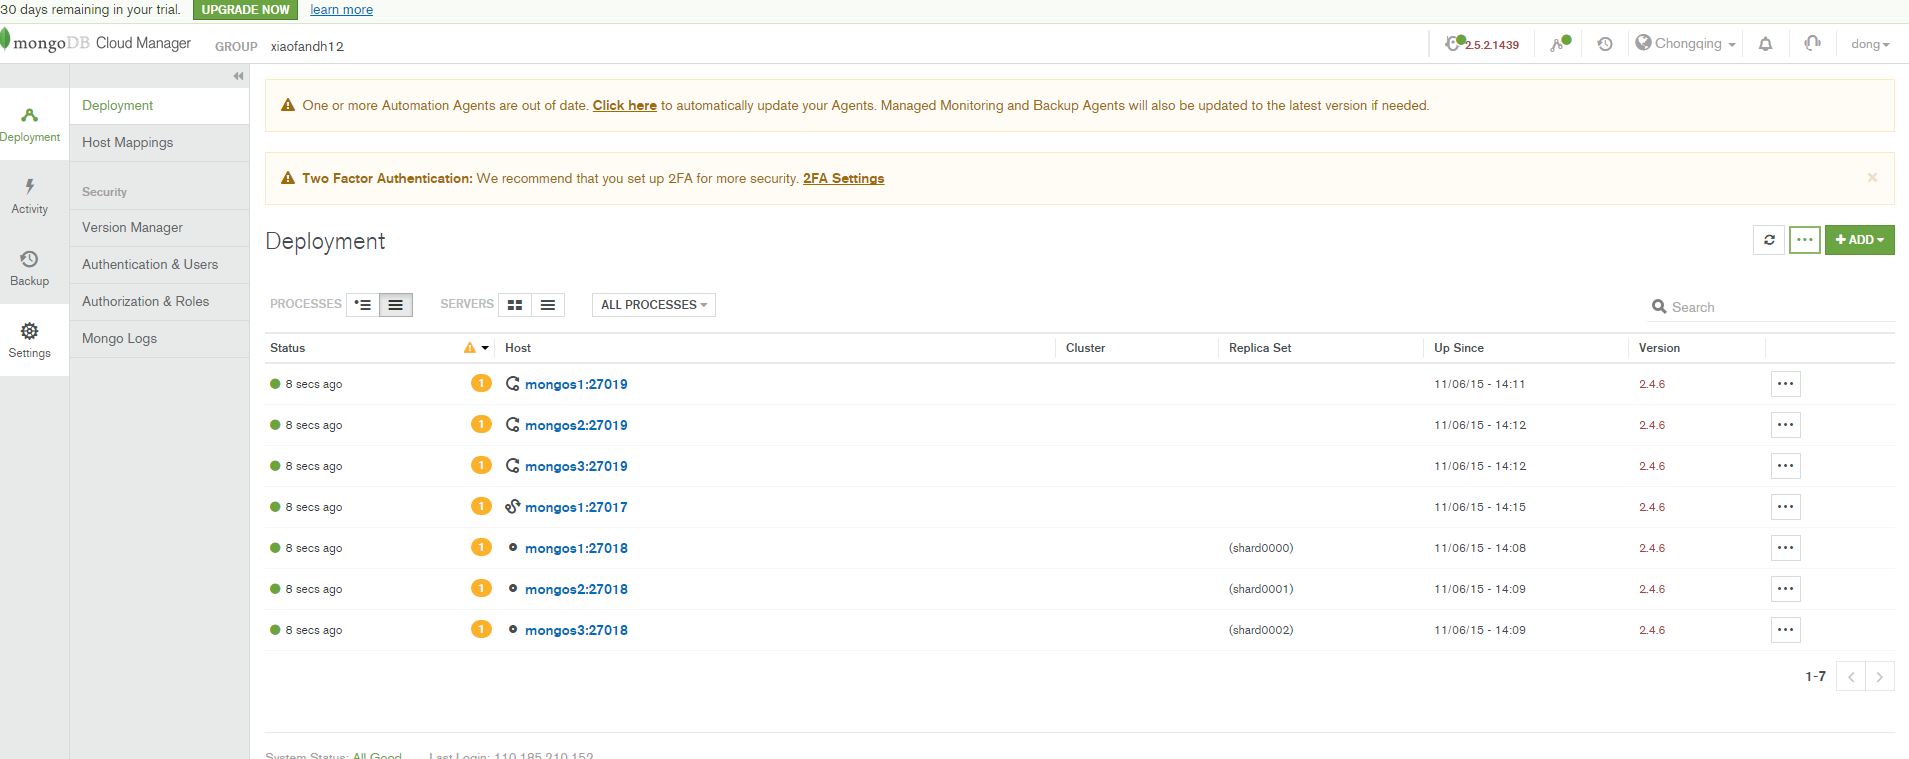 30 days remaining in your trial. UPGRADE NOW learn more
mongoDB Cloud Manager GROUP xiaofandh12 2.5.2.1439 Chongqing dong
Deployment
Activity
Backup
Settings
Deployment
Host Mappings
Security
Version Manager
Authentication & Users
Authorization & Roles
Mongo Logs
One or more Automation Agents are out of date. Click here to automatically update your Agents. Managed Monitoring and Backup Agents will also be updated to the latest version if needed.
Two Factor Authentication: We recommend that you set up 2FA for more security. 2FA Settings
Deployment
+ ADD
PROCESSES SERVERS ALL PROCESSES Search
Status Host Cluster Replica Set Up Since Version
8 secs ago 1 mongos1:27019 11/06/15 - 14:11 2.4.6
8 secs ago 1 mongos2:27019 11/06/15 - 14:12 2.4.6
8 secs ago 1 mongos3:27019 11/06/15 - 14:12 2.4.6
8 secs ago 1 mongos1:27017 11/06/15 - 14:15 2.4.6
8 secs ago 1 mongos1:27018 (shard0000) 11/06/15 - 14:08 2.4.6
8 secs ago 1 mongos2:27018 (shard0001) 11/06/15 - 14:09 2.4.6
8 secs ago 1 mongos3:27018 (shard0002) 11/06/15 - 14:09 2.4.6
1-7
System Status: All Good Last Login: 110.185.210.152